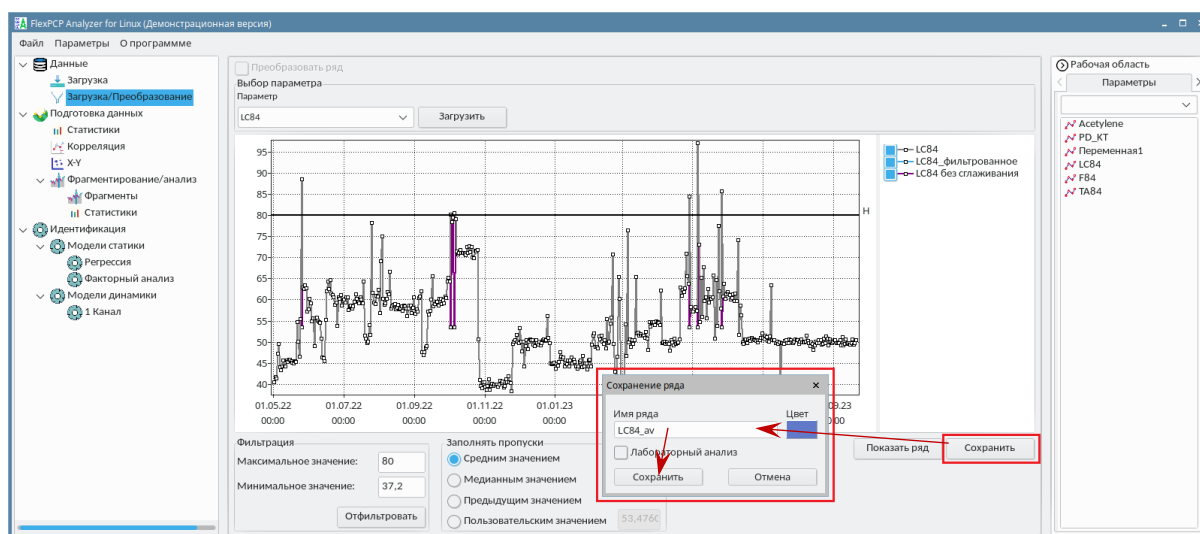 FlexPCP Analyzer for Linux (Демонстрационная версия)
Файл Параметры О программме
Данные
Загрузка
Загрузка/Преобразование
Подготовка данных
Статистики
Корреляция
X-Y
Фрагментирование/анализ
Фрагменты
Статистики
Идентификация
Модели статики
Регрессия
Факторный анализ
Модели динамики
1 Канал
Преобразовать ряд
Выбор параметра
Параметр
LC84
Загрузить
95
90
85
80
75
70
65
60
55
50
45
40
H
01.05.22 01.07.22 01.09.22 01.11.22 01.01.23 09.23
00:00 00:00 00:00 00:00 00:00
LC84
LC84_фильтрованное
LC84 без сглаживания
Фильтрация
Максимальное значение: 80
Минимальное значение: 37,2
Отфильтровать
Заполнять пропуски
Средним значением
Медианным значением
Предыдущим значением
Пользовательским значением 53,476
Сохранение ряда
Имя ряда Цвет
LC84_av
Лабораторный анализ
Сохранить Отмена
Показать ряд Сохранить
Рабочая область
Параметры
Acetylene
PD_KT
Переменная1
LC84
F84
TA84